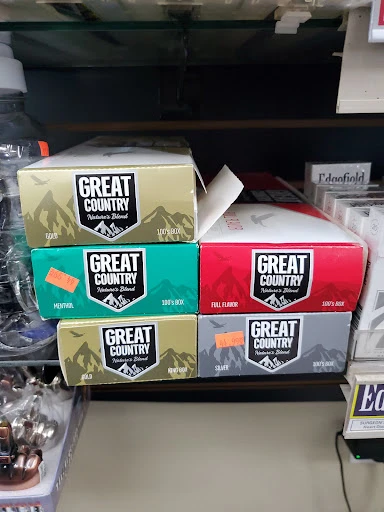 GREAT
COUNTRY
Nature's Blend
GOLD
100's BOX
GREAT
COUNTRY
Nature's Blend
MENTHOL
100's BOX
GREAT
COUNTRY
Nature's Blend
FULL FLAVOR
100's BOX
GREAT
COUNTRY
Nature's Blend
GOLD
KING BOX
GREAT
COUNTRY
Nature's Blend
SILVER
100's BOX
Edgefield
Ed